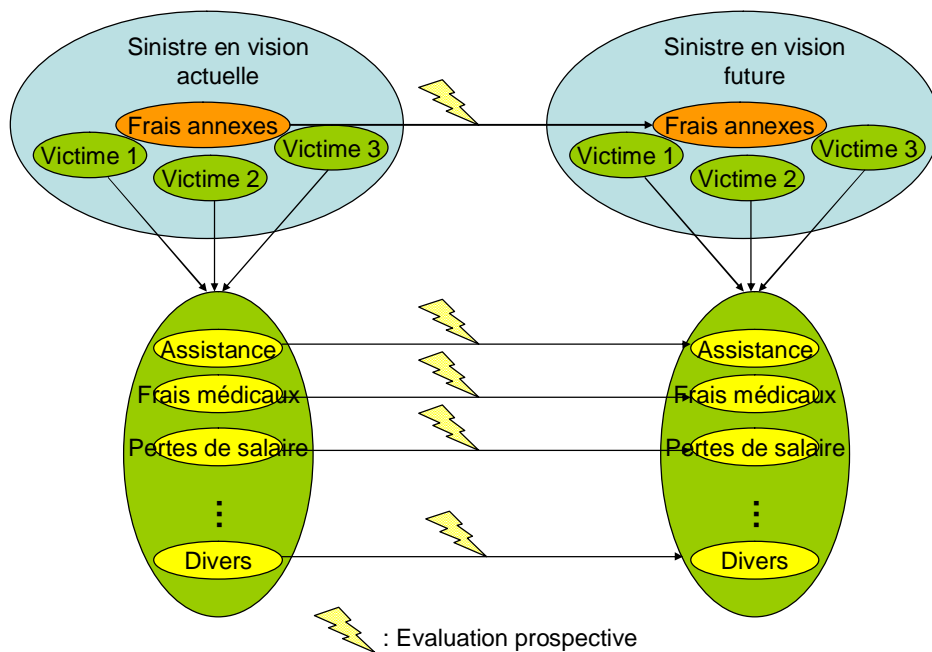 Sinistre en vision
actuelle
Frais annexes
Victime 1
Victime 2
Victime 3
Sinistre en vision
future
Frais annexes
Victime 1
Victime 2
Victime 3
Assistance
Frais médicaux
Pertes de salaire
...
Divers
Assistance
Frais médicaux
Pertes de salaire
...
Divers
: Evaluation prospective